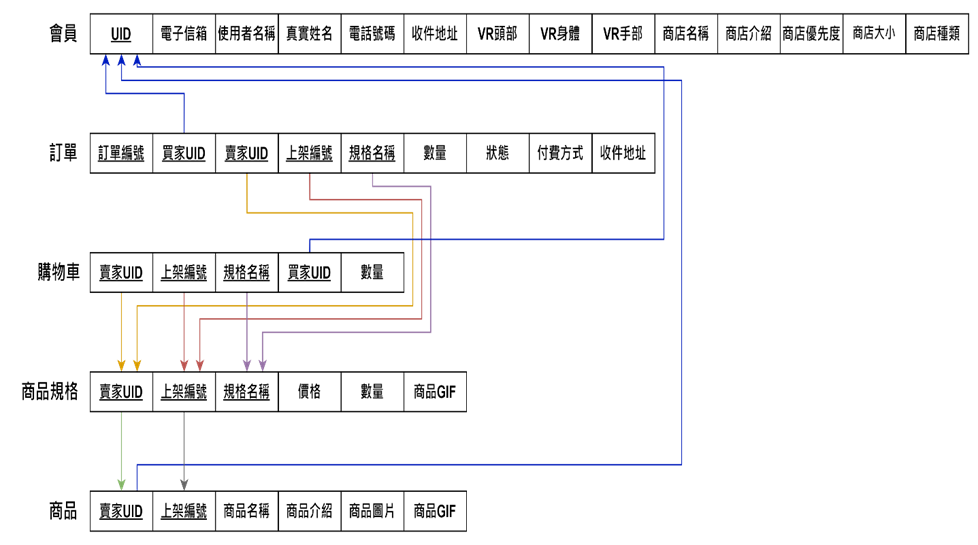 會員 UID 電子信箱 使用者名稱 真實姓名 電話號碼 收件地址 VR頭部 VR身體 VR手部 商店名稱 商店介紹 商店優先度 商店大小 商店種類
訂單 訂單編號 買家UID 賣家UID 上架編號 規格名稱 數量 狀態 付費方式 收件地址
購物車 賣家UID 上架編號 規格名稱 買家UID 數量
商品規格 賣家UID 上架編號 規格名稱 價格 數量 商品GIF
商品 賣家UID 上架編號 商品名稱 商品介紹 商品圖片 商品GIF